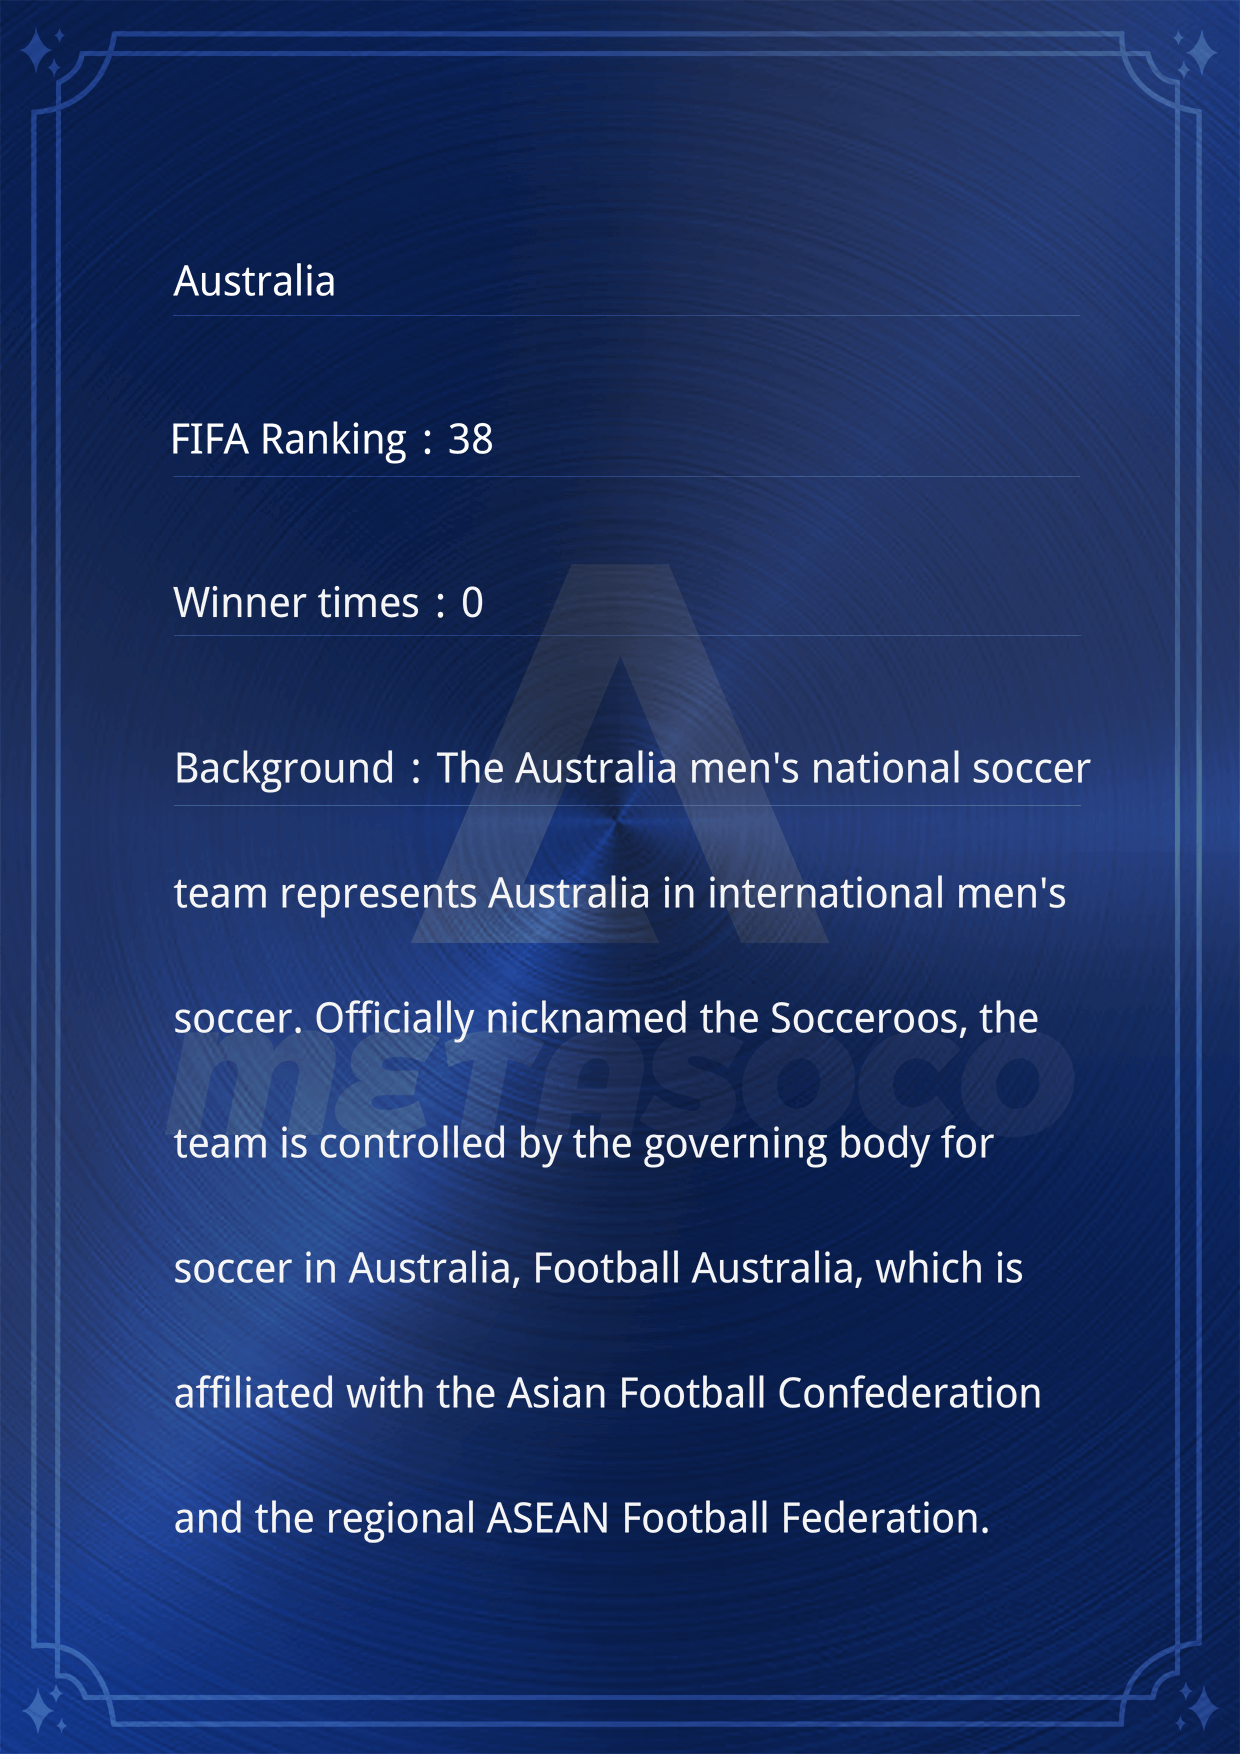 Australia
FIFA Ranking：38
Winner times：0
Background：The Australia men's national soccer
team represents Australia in international men's
soccer. Officially nicknamed the Socceroos, the
METASOCO
team is controlled by the governing body for
soccer in Australia, Football Australia, which is
affiliated with the Asian Football Confederation
and the regional ASEAN Football Federation.